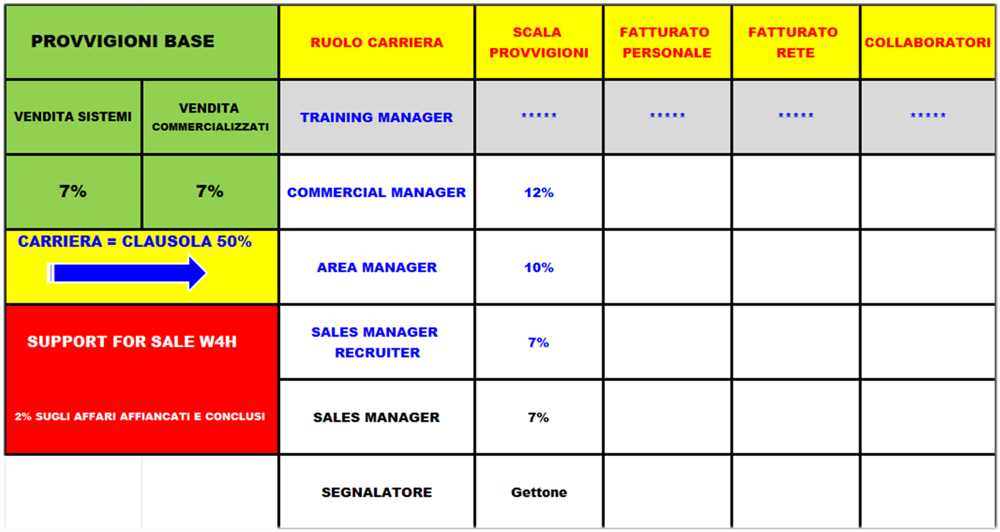 PROVVIGIONI BASE
RUOLO CARRIERA
SCALA
PROVVIGIONI
FATTURATO
PERSONALE
FATTURATO
RETE
COLLABORATORI
VENDITA SISTEMI
VENDITA
COMMERCIALIZZATI
TRAINING MANAGER
*****
*****
*****
*****
7%
7%
COMMERCIAL MANAGER
12%
CARRIERA = CLAUSOLA 50%
AREA MANAGER
10%
SUPPORT FOR SALE W4H
SALES MANAGER
RECRUITER
7%
2% SUGLI AFFARI AFFIANCATI E CONCLUSI
SALES MANAGER
7%
SEGNALATORE
Gettone